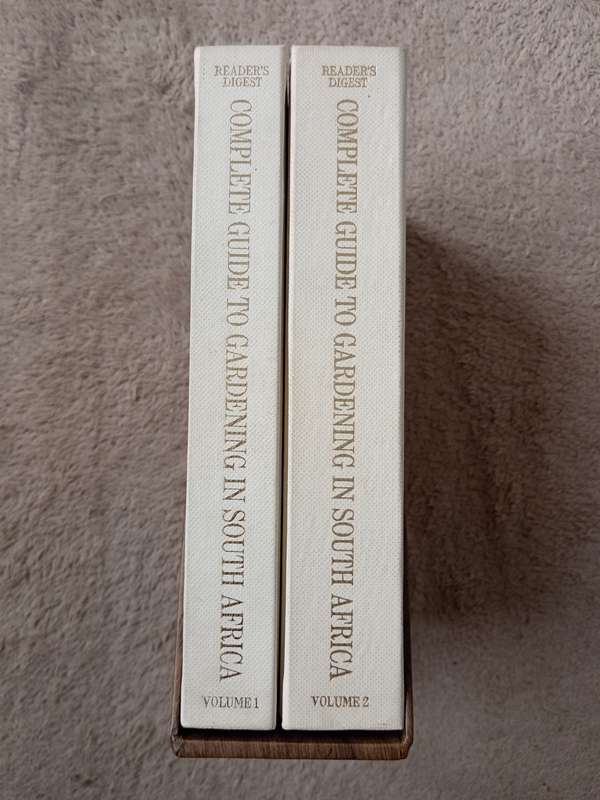 READER'S
DIGEST
COMPLETE GUIDE TO GARDENING IN SOUTH AFRICA
VOLUME 1
READER'S
DIGEST
COMPLETE GUIDE TO GARDENING IN SOUTH AFRICA
VOLUME 2